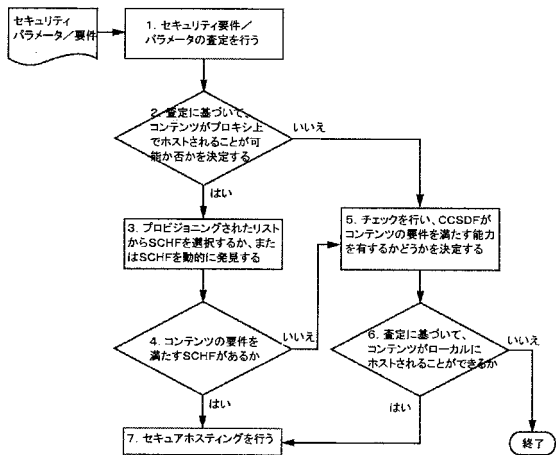 セキュリティ
パラメータ／要件
1. セキュリティ要件／
パラメータの査定を行う
2. 査定に基づいて、
コンテンツがプロキシ上
でホストされることが可
能か否かを決定する
いいえ
はい
3. プロビジョニングされたリスト
からSCHFを選択するか、また
はSCHFを動的に発見する
5. チェックを行い、CCSDFが
コンテンツの要件を満たす能力
を有するかどうかを決定する
4. コンテンツの要件を
満たすSCHFがあるか
いいえ
はい
6. 査定に基づいて、
コンテンツがローカルに
ホストされることができるか
いいえ
はい
7. セキュアホスティングを行う
終了